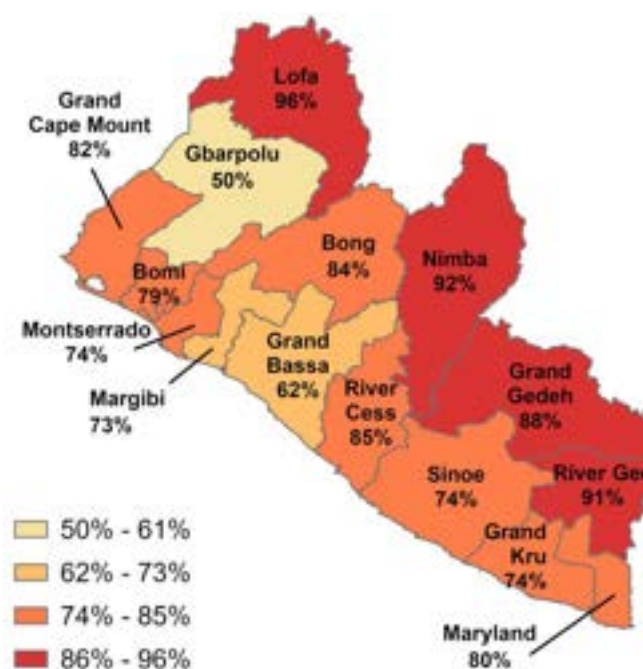 Lofa
96%
Grand
Cape Mount
82%
Gbarpolu
50%
Bong
84%
Nimba
92%
Bomi
79%
Montserrado
74%
Margibi
73%
Grand
Bassa
62%
River
Cess
85%
Grand
Gedeh
88%
Sinoe
74%
River Gee
91%
Grand
Kru
74%
Maryland
80%
50% - 61%
62% - 73%
74% - 85%
86% - 96%